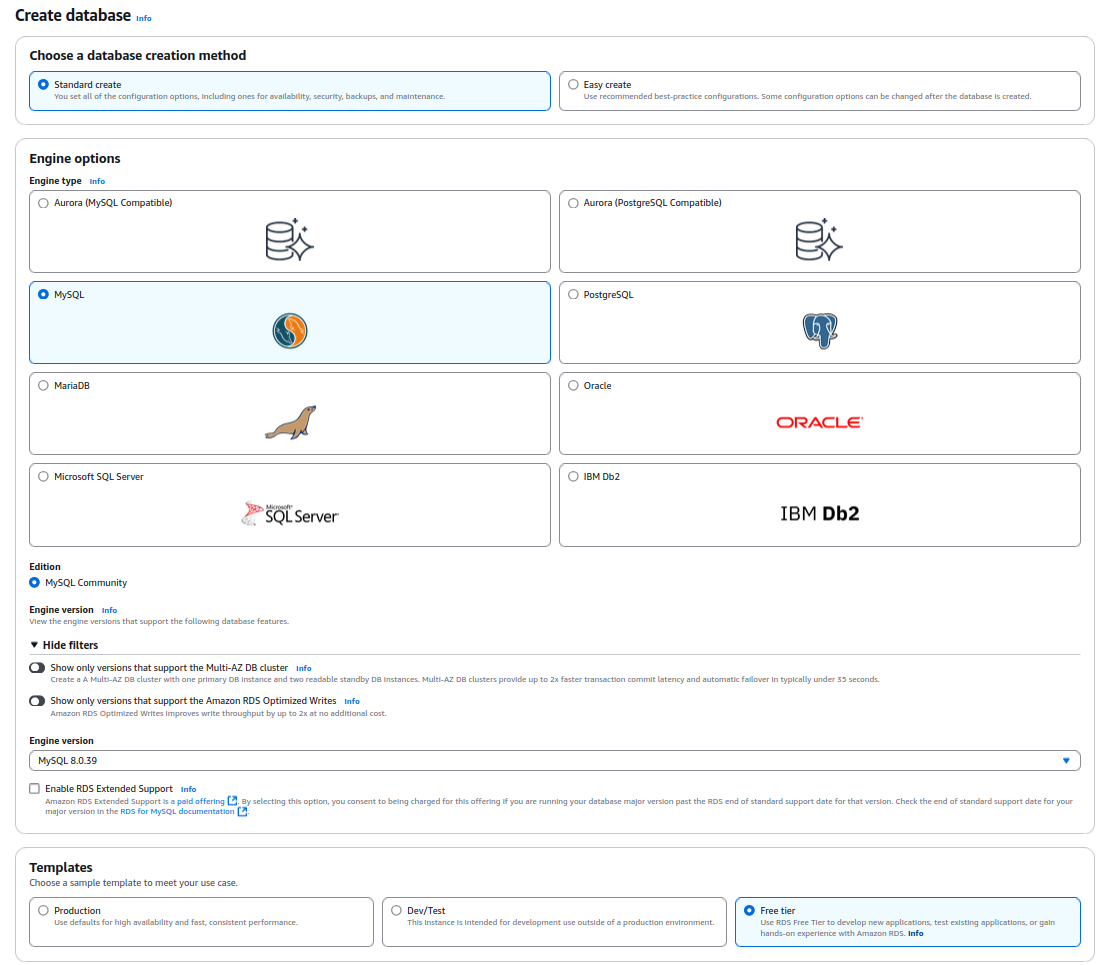 Create database Info
Choose a database creation method
Standard create
You set all of the configuration options, including ones for availability, security, backups, and maintenance.
Easy create
Use recommended best-practice configurations. Some configuration options can be changed after the database is created.
Engine options
Engine type Info
Aurora (MySQL Compatible)
Aurora (PostgreSQL Compatible)
MySQL
PostgreSQL
MariaDB
Oracle
ORACLE
Microsoft SQL Server
Microsoft
SQL Server
IBM Db2
IBM Db2
Edition
MySQL Community
Engine version Info
View the engine versions that support the following database features.
Hide filters
Show only versions that support the Multi-AZ DB cluster Info
Create a A Multi-AZ DB cluster with one primary DB instance and two readable standby DB instances. Multi-AZ DB clusters provide up to 2x faster transaction commit latency and automatic failover in typically under 35 seconds.
Show only versions that support the Amazon RDS Optimized Writes Info
Amazon RDS Optimized Writes improves write throughput by up to 2x at no additional cost.
Engine version
MySQL 8.0.39
Enable RDS Extended Support Info
Amazon RDS Extended Support is a paid offering. By selecting this option, you consent to being charged for this offering if you are running your database major version past the RDS end of standard support date for that version. Check the end of standard support date for your
major version in the RDS for MySQL documentation.
Templates
Choose a sample template to meet your use case.
Production
Use defaults for high availability and fast, consistent performance.
Dev/Test
This instance is intended for development use outside of a production environment.
Free tier
Use RDS Free Tier to develop new applications, test existing applications, or gain
hands-on experience with Amazon RDS. Info